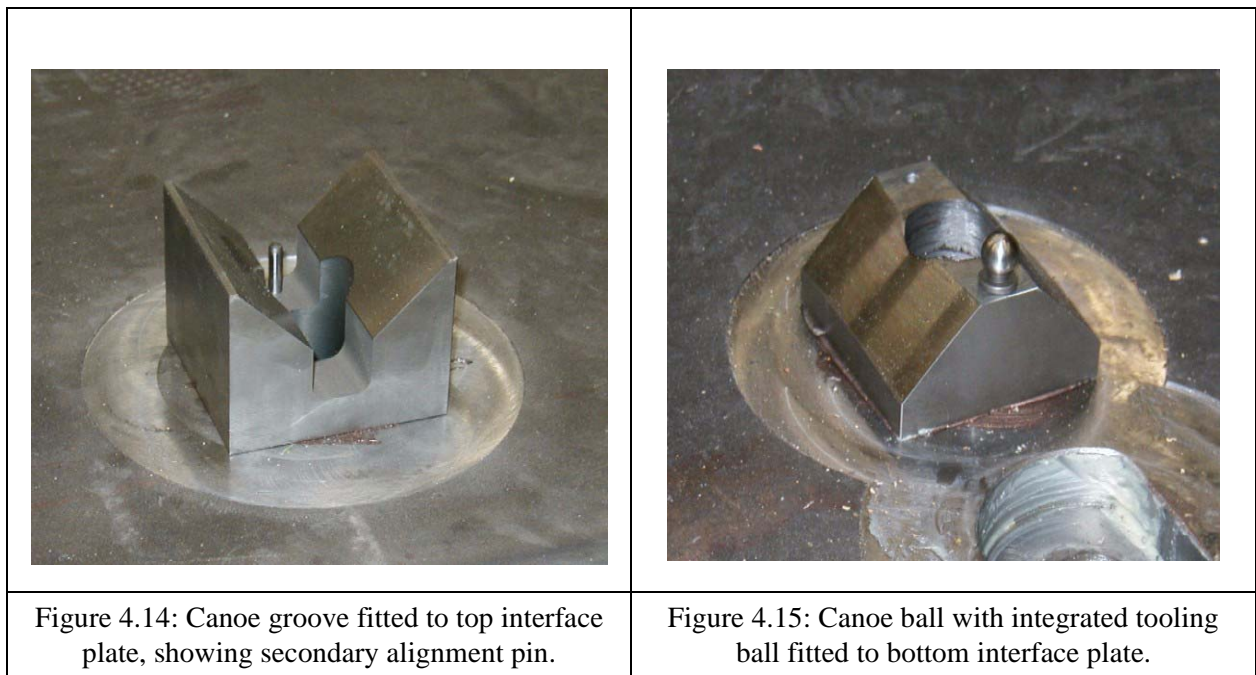 Figure 4.14: Canoe groove fitted to top interface
plate, showing secondary alignment pin.
Figure 4.15: Canoe ball with integrated tooling
ball fitted to bottom interface plate.